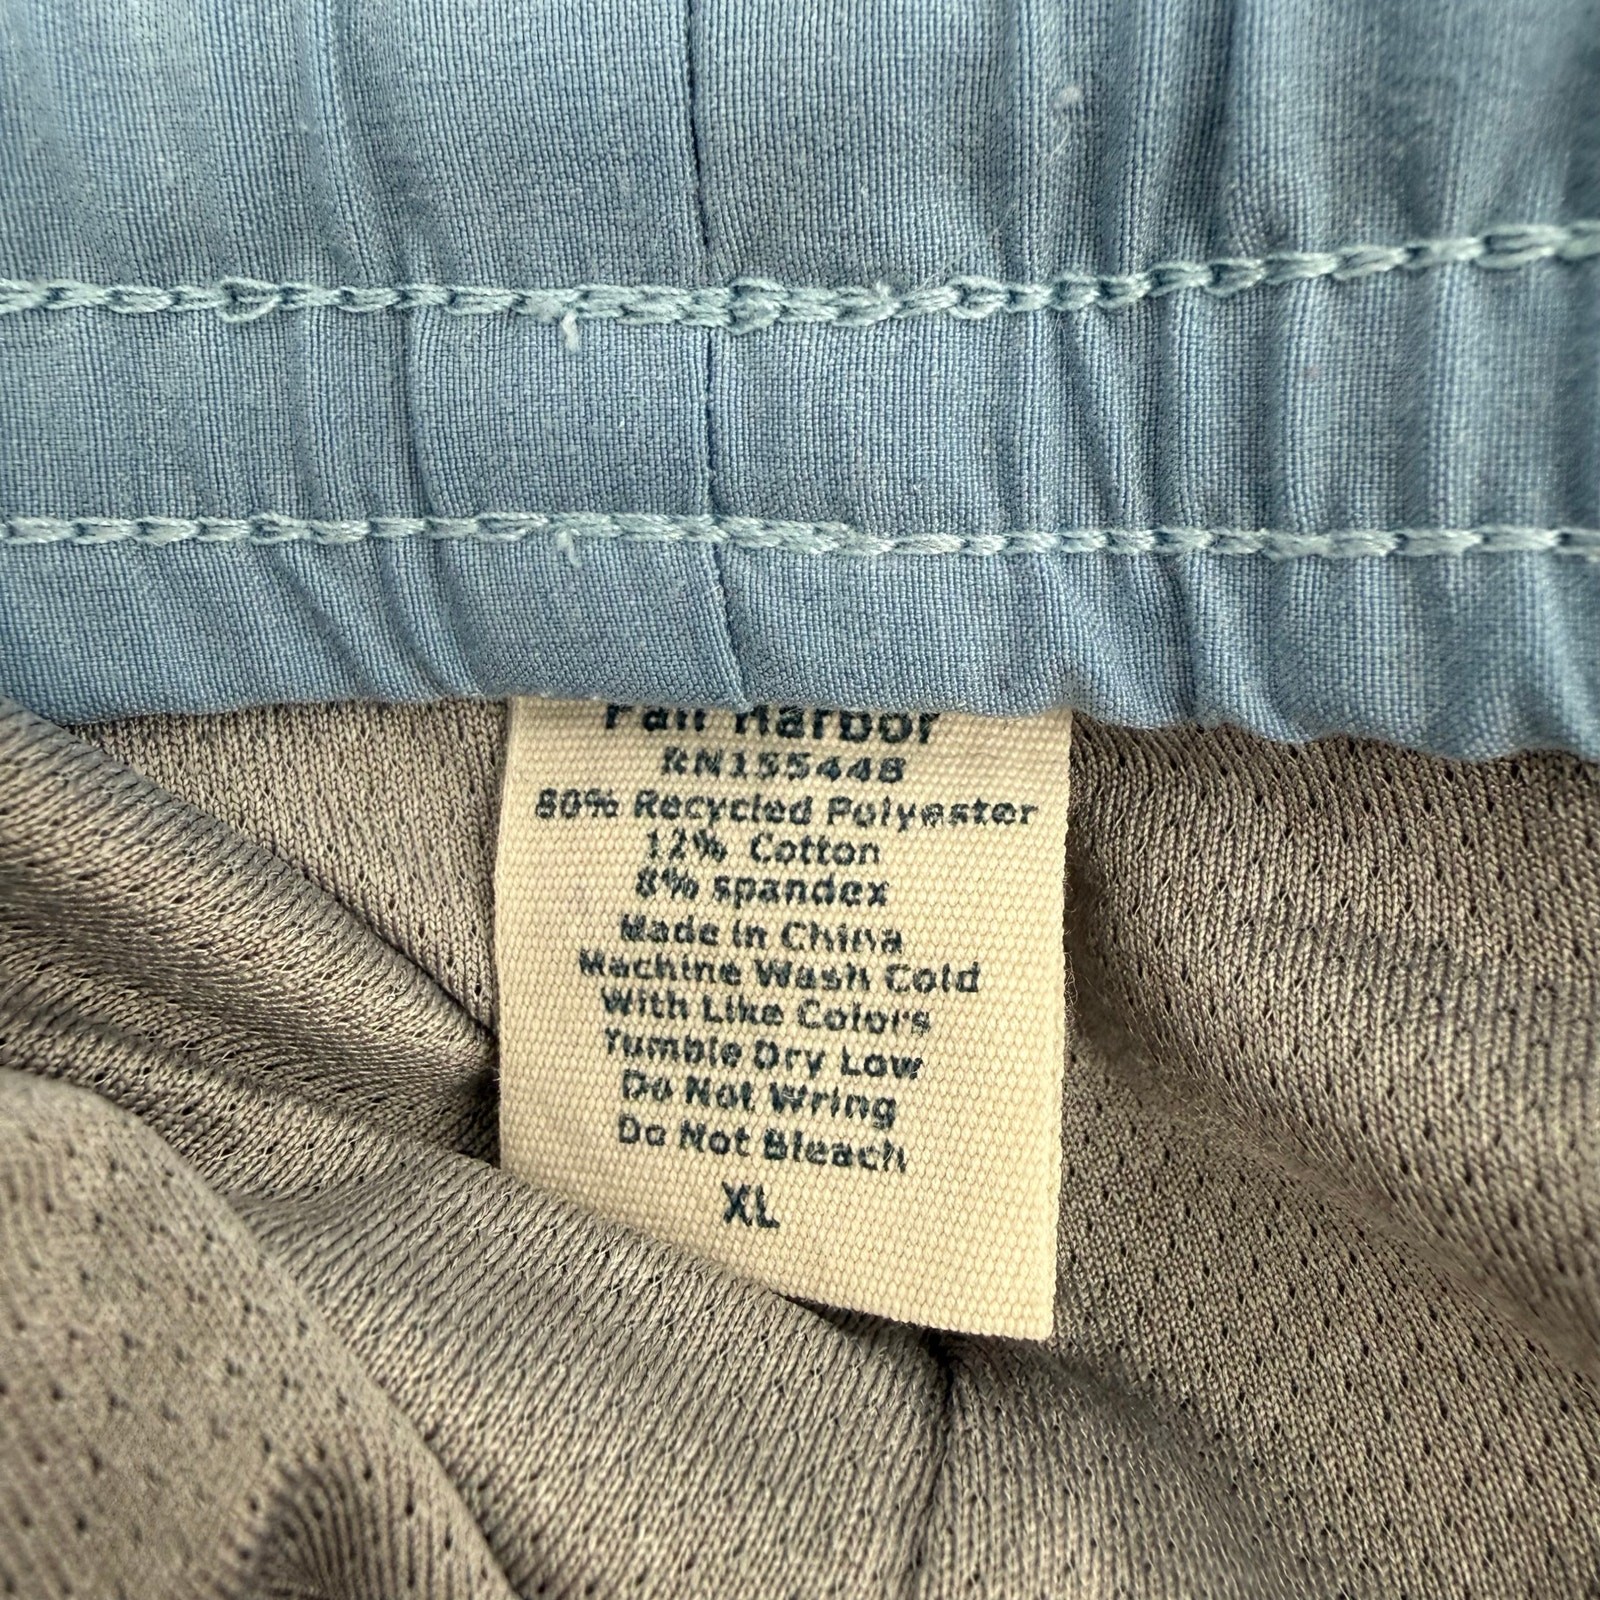 Fair Harbor
RN155448
80% Recycled Polyester
12% Cotton
8% spandex
Made in China
Machine Wash Cold
With Like Colors
Tumble Dry Low
Do Not Wring
Do Not Bleach
XL